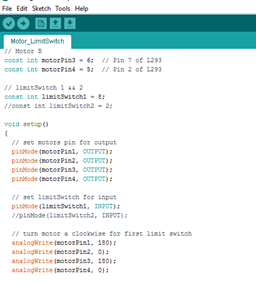 File Edit Sketch Tools Help
Motor_LimitSwitch
// Motor B
const int motorPin3 = 6; // Pin 7 of L293
const int motorPin4 = 5; // Pin 2 of L293
// limitSwitch 1 && 2
const int limitSwitch1 = 8;
//const int limitSwitch2 = 2;
void setup()
{
// set motors pin for output
pinMode(motorPin1, OUTPUT);
pinMode(motorPin2, OUTPUT);
pinMode(motorPin3, OUTPUT);
pinMode(motorPin4, OUTPUT);
// set limitSwitch for input
pinMode(limitSwitch1, INPUT);
//pinMode(limitSwitch2, INPUT);
// turn motor a clockwise for first limit switch
analogWrite(motorPin1, 180);
analogWrite(motorPin2, 0);
analogWrite(motorPin3, 180);
analogWrite(motorPin4, 0);